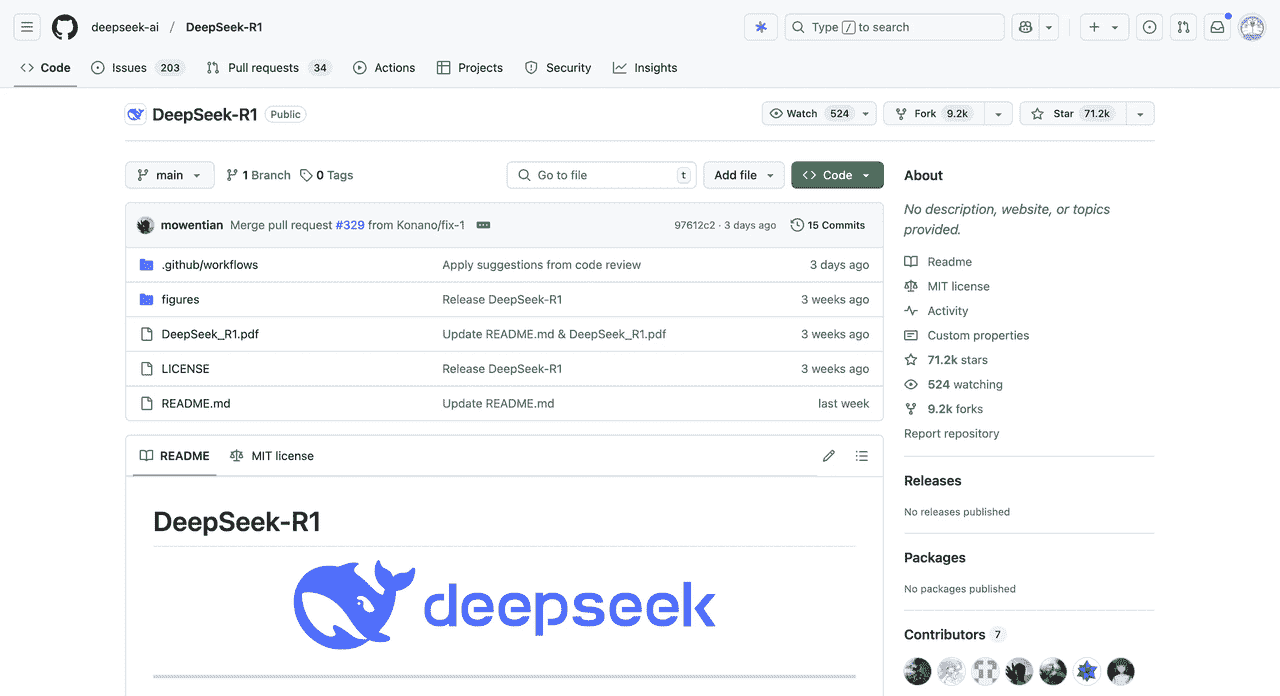 deepseek-ai / DeepSeek-R1
Type / to search
Code Issues 203 Pull requests 34 Actions Projects Security Insights
DeepSeek-R1 Public
Watch 524 Fork 9.2k Star 71.2k
main 1 Branch 0 Tags Go to file t Add file Code
mowentian Merge pull request #329 from Konano/fix-1 97612c2 · 3 days ago 15 Commits
.github/workflows Apply suggestions from code review 3 days ago
figures Release DeepSeek-R1 3 weeks ago
DeepSeek_R1.pdf Update README.md & DeepSeek_R1.pdf 3 weeks ago
LICENSE Release DeepSeek-R1 3 weeks ago
README.md Update README.md last week
README MIT license
DeepSeek-R1
deepseek
About
No description, website, or topics
provided.
Readme
MIT license
Activity
Custom properties
71.2k stars
524 watching
9.2k forks
Report repository
Releases
No releases published
Packages
No packages published
Contributors 7